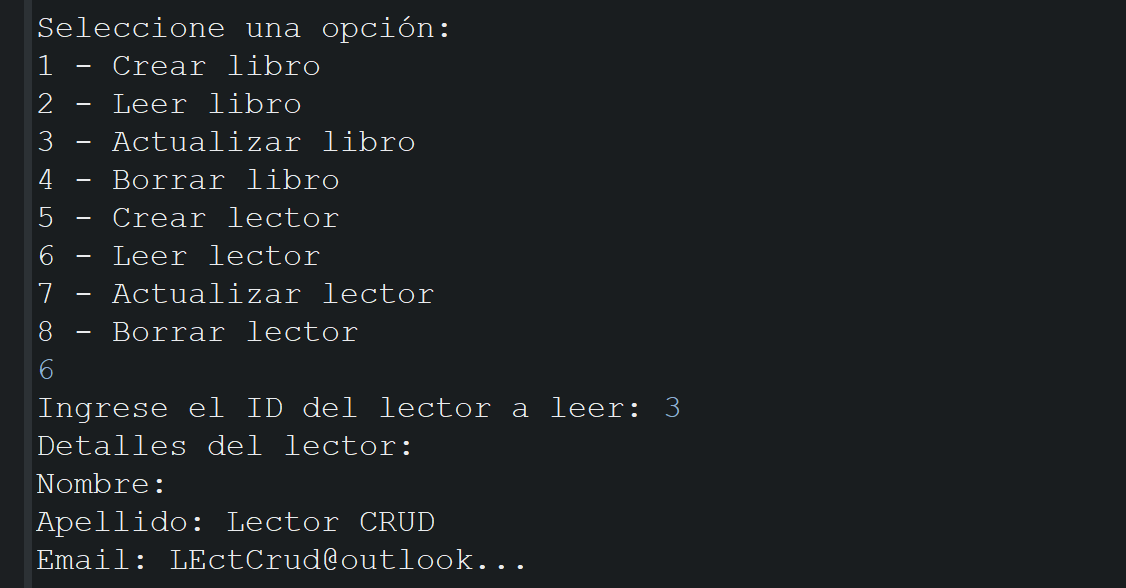 Seleccione una opción:
1 - Crear libro
2 - Leer libro
3 - Actualizar libro
4 - Borrar libro
5 - Crear lector
6 - Leer lector
7 - Actualizar lector
8 - Borrar lector
6
Ingrese el ID del lector a leer: 3
Detalles del lector:
Nombre:
Apellido: Lector CRUD
Email: LEctCrud@outlook...